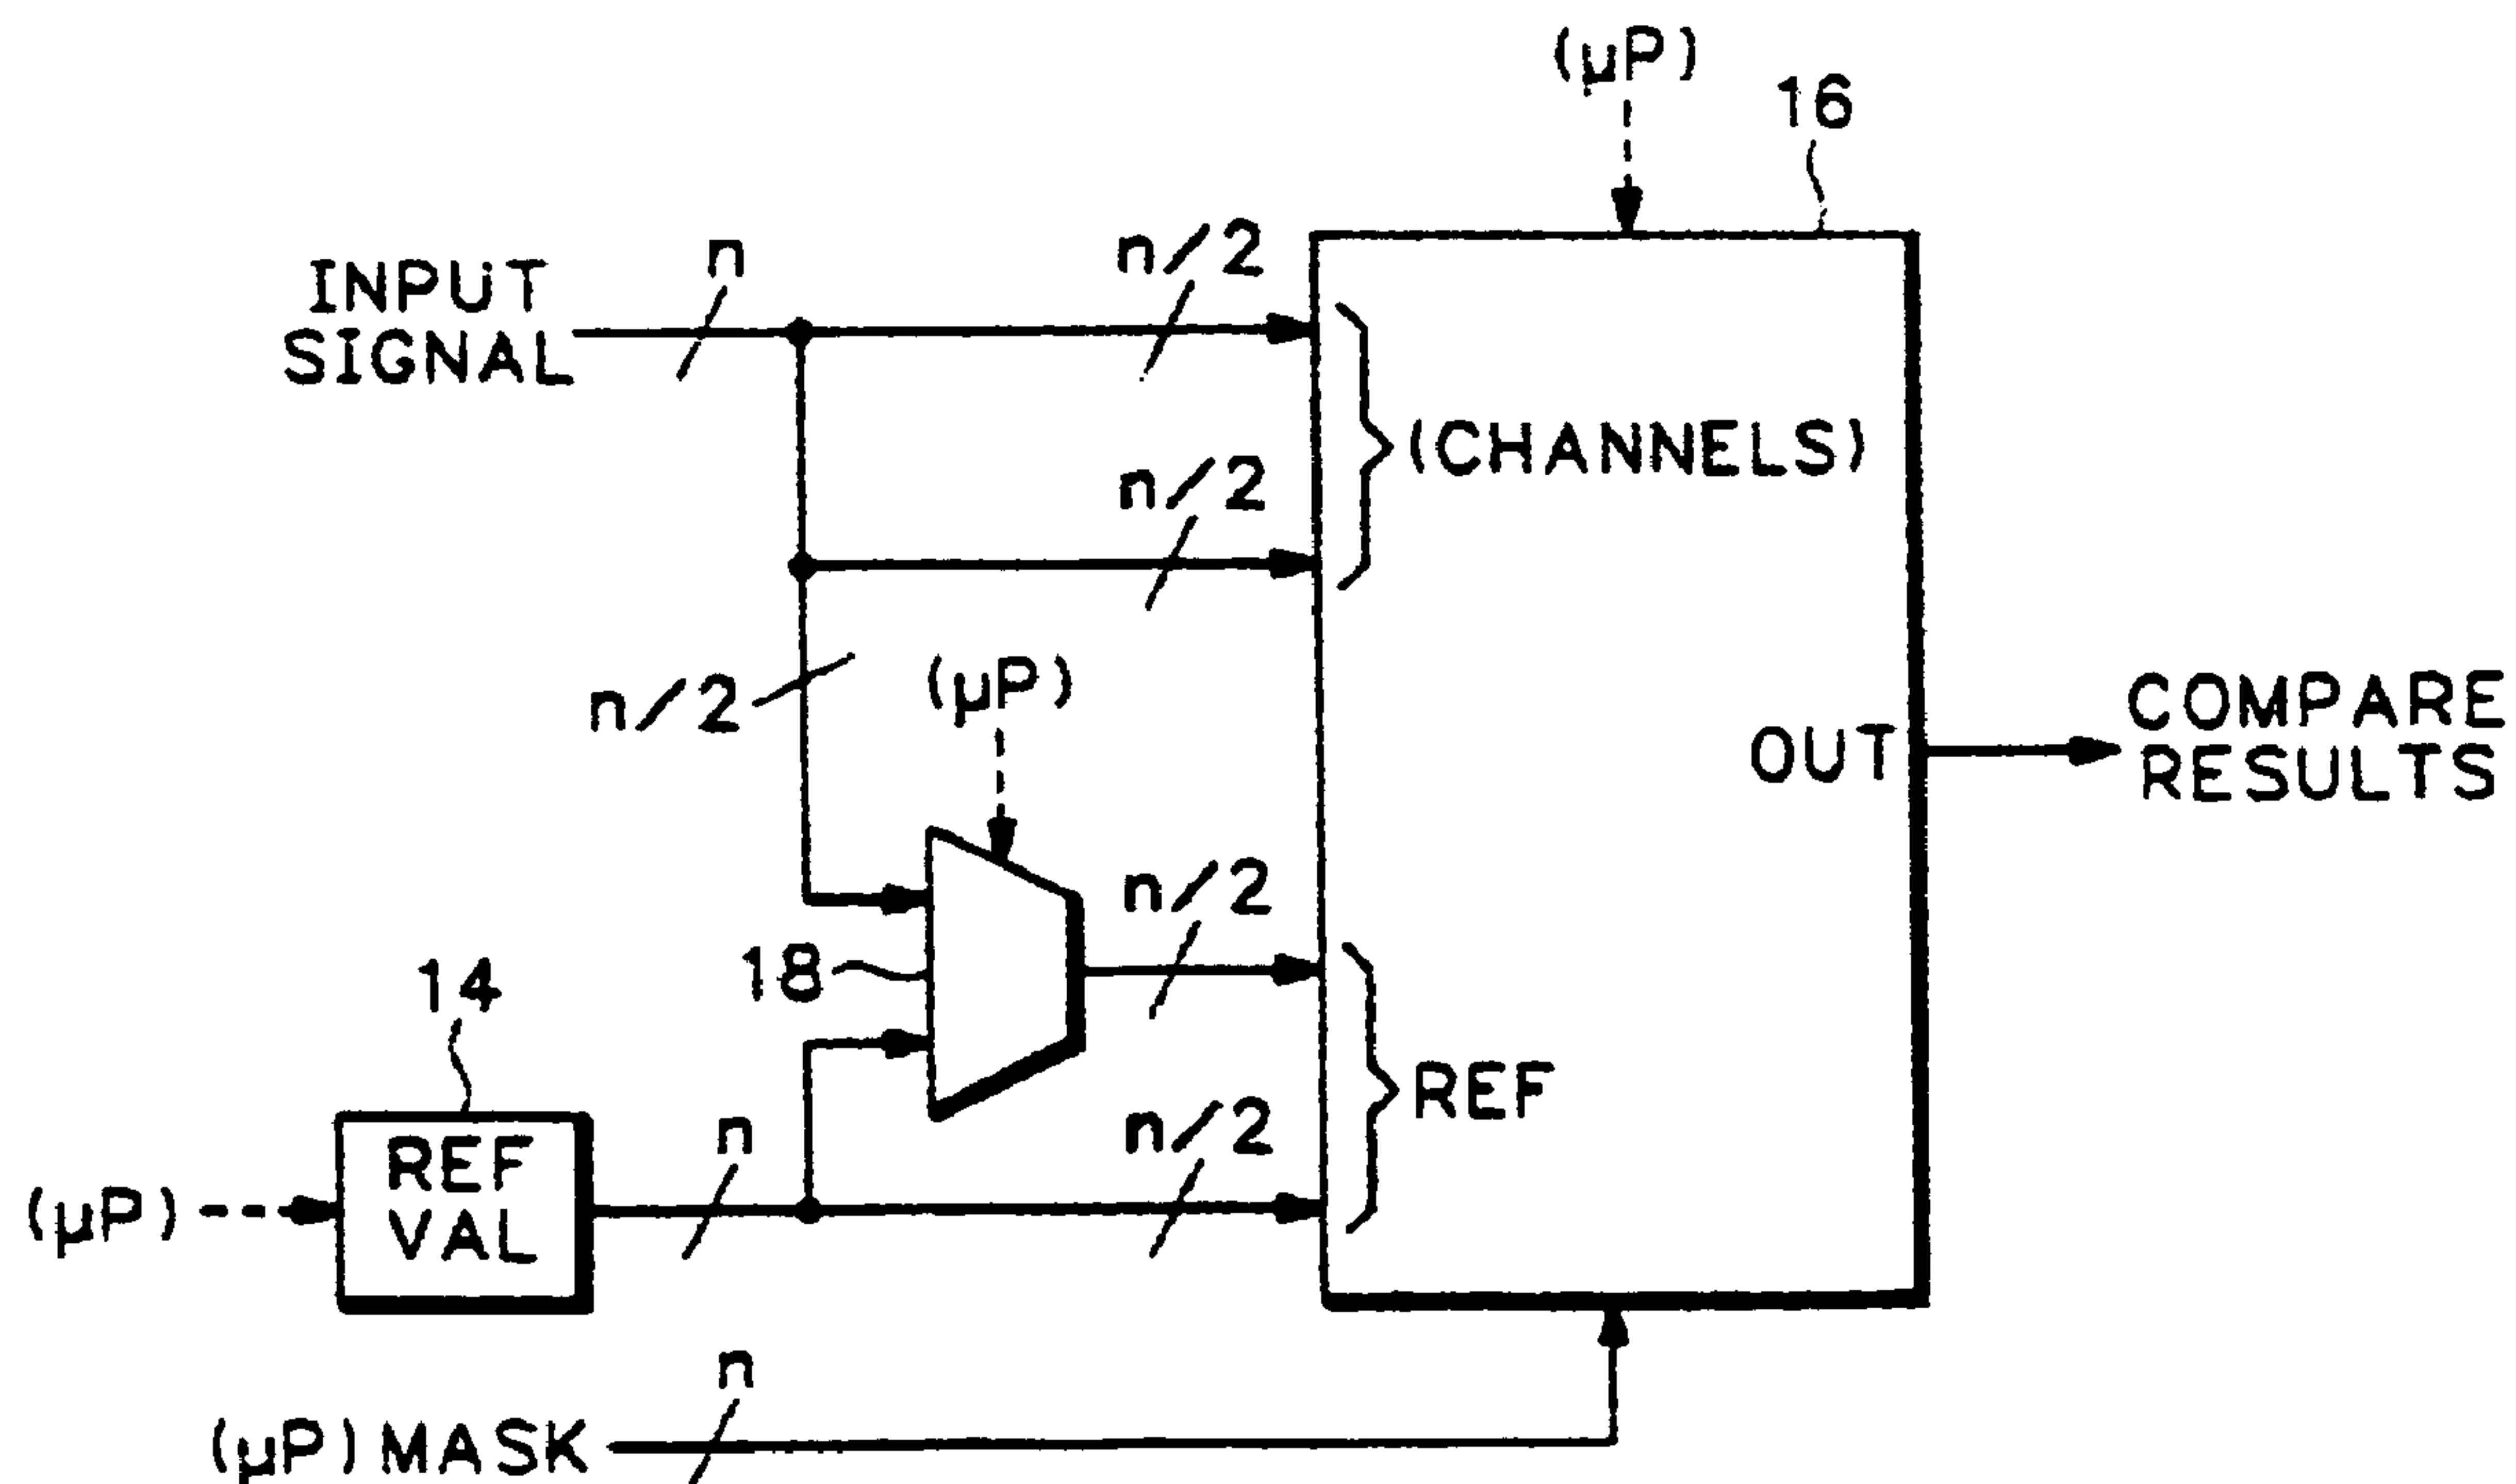 (µP)
16
INPUT
SIGNAL
n
n/2
(CHANNELS)
n/2
n/2
(µP)
OUT
COMPARE
RESULTS
n/2
18
14
REF
VAL
(µP)
n
n/2
REF
n
(µP) MASK